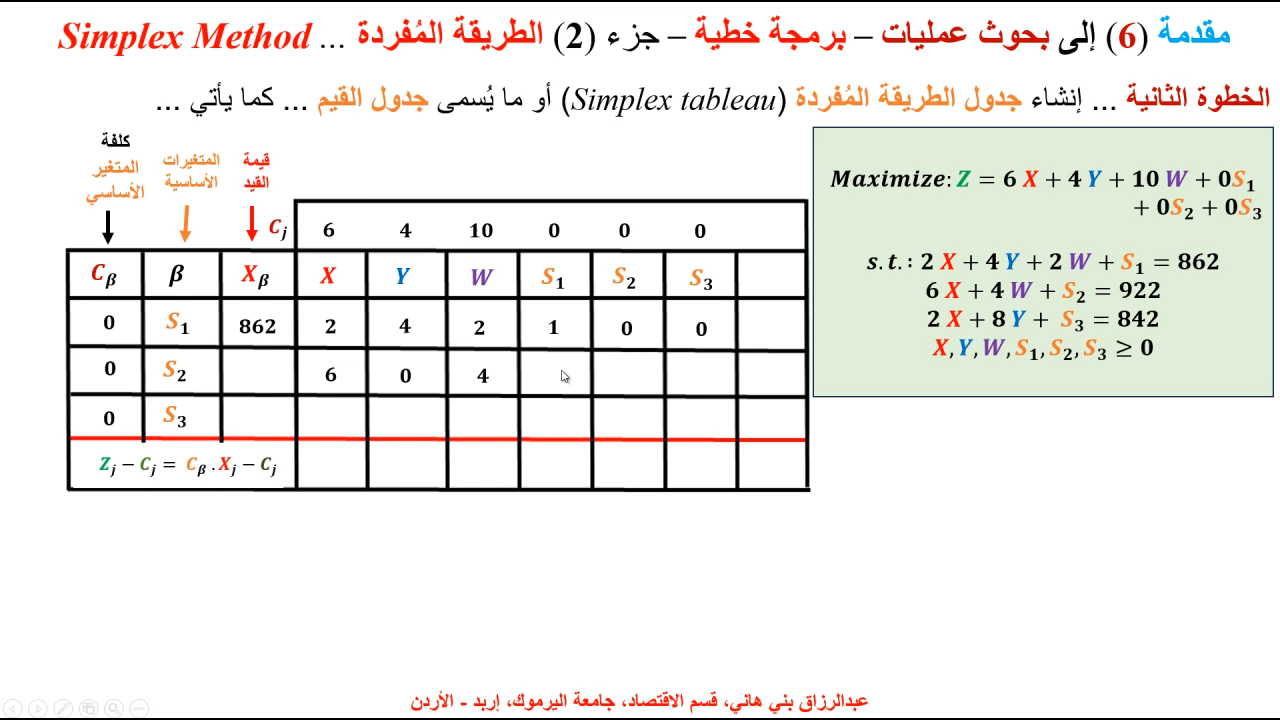 مقدمة (6) إلى بحوث عمليات – برمجة خطية – جزء (2) الطريقة المُفردة ... Simplex Method
الخطوة الثانية ... إنشاء جدول الطريقة المُفردة (Simplex tableau) أو ما يُسمى جدول القيم ... كما يأتي ...
كلفة المتغير الأساسي
المتغيرات الأساسية
قيمة القيد
Cj 6 4 10 0 0 0
Cβ β Xβ X Y W S1 S2 S3
0 S1 862 2 4 2 1 0 0
0 S2 6 0 4
0 S3
Zj − Cj = Cβ . Xj − Cj
Maximize: Z = 6 X + 4 Y + 10 W + 0S1
+ 0S2 + 0S3
s.t.: 2 X + 4 Y + 2 W + S1 = 862
6 X + 4 W + S2 = 922
2 X + 8 Y + S3 = 842
X, Y, W, S1, S2, S3 ≥ 0
عبدالرزاق بني هاني، قسم الاقتصاد، جامعة اليرموك، إربد - الأردن